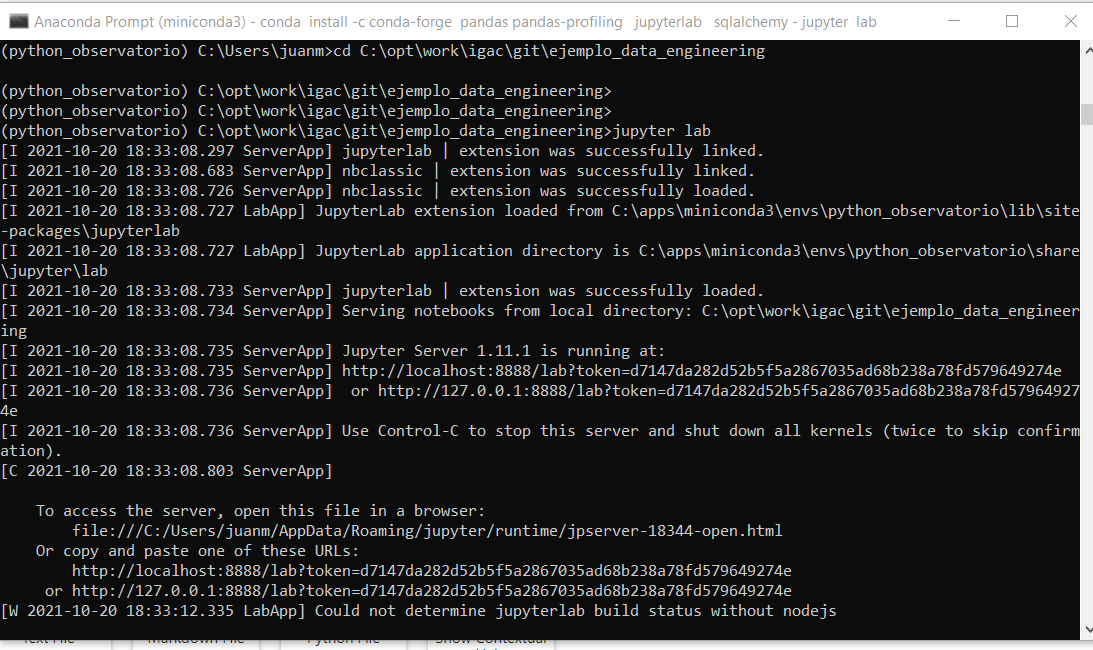 Anaconda Prompt (miniconda3) - conda  install -c conda-forge  pandas pandas-profiling   jupyterlab   sqlalchemy - jupyter  lab
(python_observatorio) C:\Users\juanm>cd C:\opt\work\igac\git\ejemplo_data_engineering
(python_observatorio) C:\opt\work\igac\git\ejemplo_data_engineering>
(python_observatorio) C:\opt\work\igac\git\ejemplo_data_engineering>
(python_observatorio) C:\opt\work\igac\git\ejemplo_data_engineering>jupyter lab
[I 2021-10-20 18:33:08.297 ServerApp] jupyterlab | extension was successfully linked.
[I 2021-10-20 18:33:08.683 ServerApp] nbclassic | extension was successfully linked.
[I 2021-10-20 18:33:08.726 ServerApp] nbclassic | extension was successfully loaded.
[I 2021-10-20 18:33:08.727 LabApp] JupyterLab extension loaded from C:\apps\miniconda3\envs\python_observatorio\lib\site
-packages\jupyterlab
[I 2021-10-20 18:33:08.727 LabApp] JupyterLab application directory is C:\apps\miniconda3\envs\python_observatorio\share
\jupyter\lab
[I 2021-10-20 18:33:08.733 ServerApp] jupyterlab | extension was successfully loaded.
[I 2021-10-20 18:33:08.734 ServerApp] Serving notebooks from local directory: C:\opt\work\igac\git\ejemplo_data_engineer
ing
[I 2021-10-20 18:33:08.735 ServerApp] Jupyter Server 1.11.1 is running at:
[I 2021-10-20 18:33:08.735 ServerApp] http://localhost:8888/lab?token=d7147da282d52b5f5a2867035ad68b238a78fd579649274e
[I 2021-10-20 18:33:08.736 ServerApp]  or http://127.0.0.1:8888/lab?token=d7147da282d52b5f5a2867035ad68b238a78fd57964927
4e
[I 2021-10-20 18:33:08.736 ServerApp] Use Control-C to stop this server and shut down all kernels (twice to skip confirm
ation).
[C 2021-10-20 18:33:08.803 ServerApp]
To access the server, open this file in a browser:
file:///C:/Users/juanm/AppData/Roaming/jupyter/runtime/jpserver-18344-open.html
Or copy and paste one of these URLs:
http://localhost:8888/lab?token=d7147da282d52b5f5a2867035ad68b238a78fd579649274e
or http://127.0.0.1:8888/lab?token=d7147da282d52b5f5a2867035ad68b238a78fd579649274e
[W 2021-10-20 18:33:12.335 LabApp] Could not determine jupyterlab build status without nodejs
Text File Markdown File Python File Show Contextual